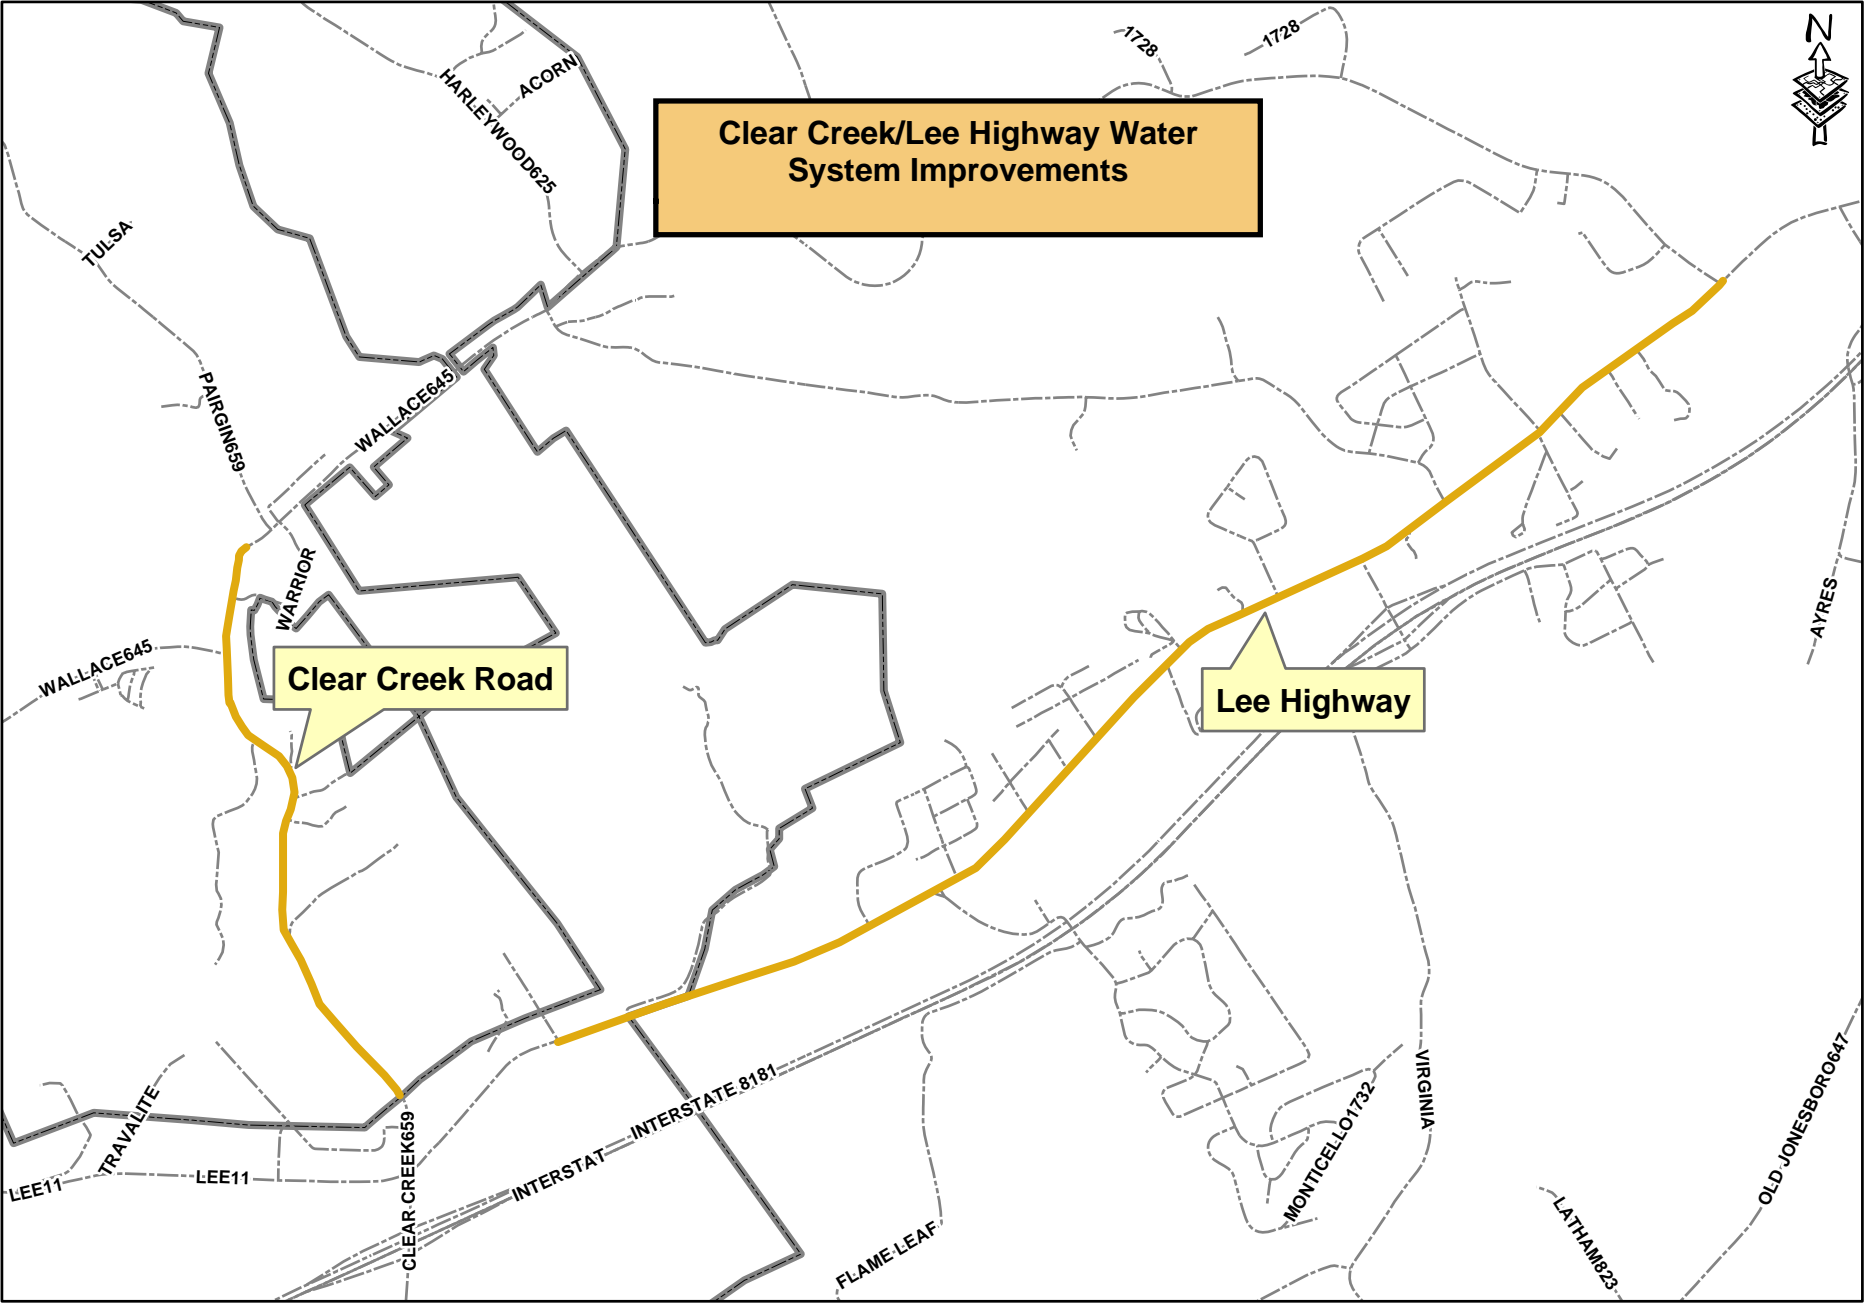 N
1728
1728
ACORN
HARLEYWOOD625
Clear Creek/Lee Highway Water
System Improvements
TULSA
PAIRGIN659
WALLACE645
WARRIOR
AYRES
WALLACE645
Clear Creek Road
Lee Highway
INTERSTATE 8181
VIRGINIA
OLD JONESBORO647
TRAVALITE
MONTICELLO1732
CLEAR CREEK659
INTERSTAT
LEE11
LEE11
FLAME LEAF
LATHAM823